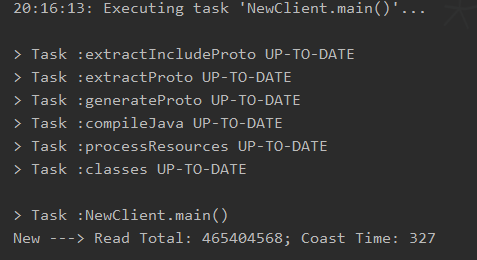 20:16:13: Executing task 'NewClient.main()'...
> Task :extractIncludeProto UP-TO-DATE
> Task :extractProto UP-TO-DATE
> Task :generateProto UP-TO-DATE
> Task :compileJava UP-TO-DATE
> Task :processResources UP-TO-DATE
> Task :classes UP-TO-DATE
> Task :NewClient.main()
New ---> Read Total: 465404568; Coast Time: 327